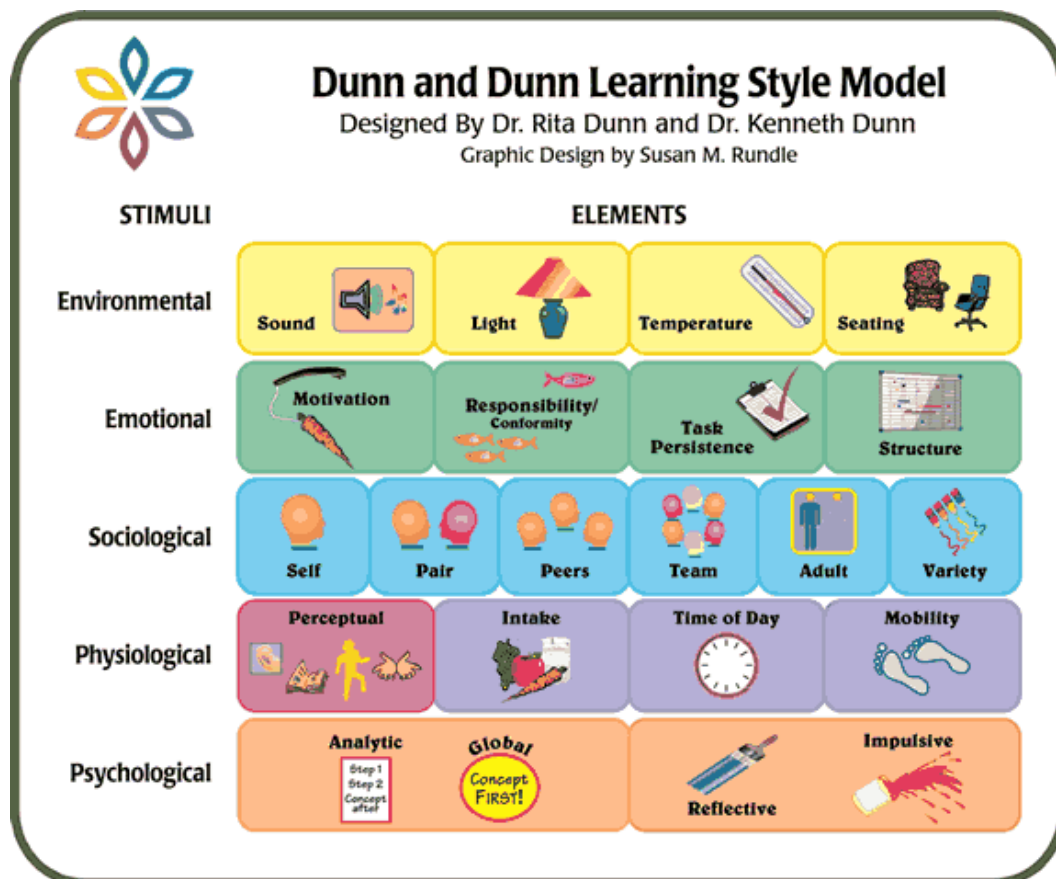 Dunn and Dunn Learning Style Model
Designed By Dr. Rita Dunn and Dr. Kenneth Dunn
Graphic Design by Susan M. Rundle
STIMULI
ELEMENTS
Environmental
Sound
Light
Temperature
Seating
Emotional
Motivation
Responsibility/
Conformity
Task
Persistence
Structure
Sociological
Self
Pair
Peers
Team
Adult
Variety
Physiological
Perceptual
Intake
Time of Day
Mobility
Psychological
Analytic
Step 1
Step 2
Concept
after
Global
Concept
FIRST!
Reflective
Impulsive